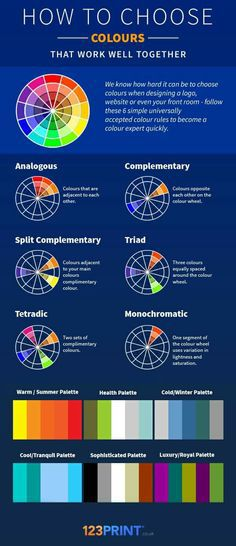 HOW TO CHOOSE
COLOURS
THAT WORK WELL TOGETHER
We know how hard it can be to choose
colours when designing a logo,
website or even your front room - follow
these 6 simple universally
accepted colour rules to become a
colour expert quickly.
Analogous
Colours that are
adjacent to each
other.
Complementary
Colours opposite
each other on the
colour wheel.
Split Complementary
Colours adjacent
to your main
colours
complimentary
colour.
Triad
Three colours
equally spaced
around the colour
wheel.
Tetradic
Two sets of
complimentary
colours.
Monochromatic
One segment of
the colour wheel
uses variation in
lightness and
saturation.
Warm / Summer Palette
Health Palette
Cold/Winter Palette
Cool/Tranquil Palette
Sophisticated Palette
Luxury/Royal Palette
123PRINT.co.uk